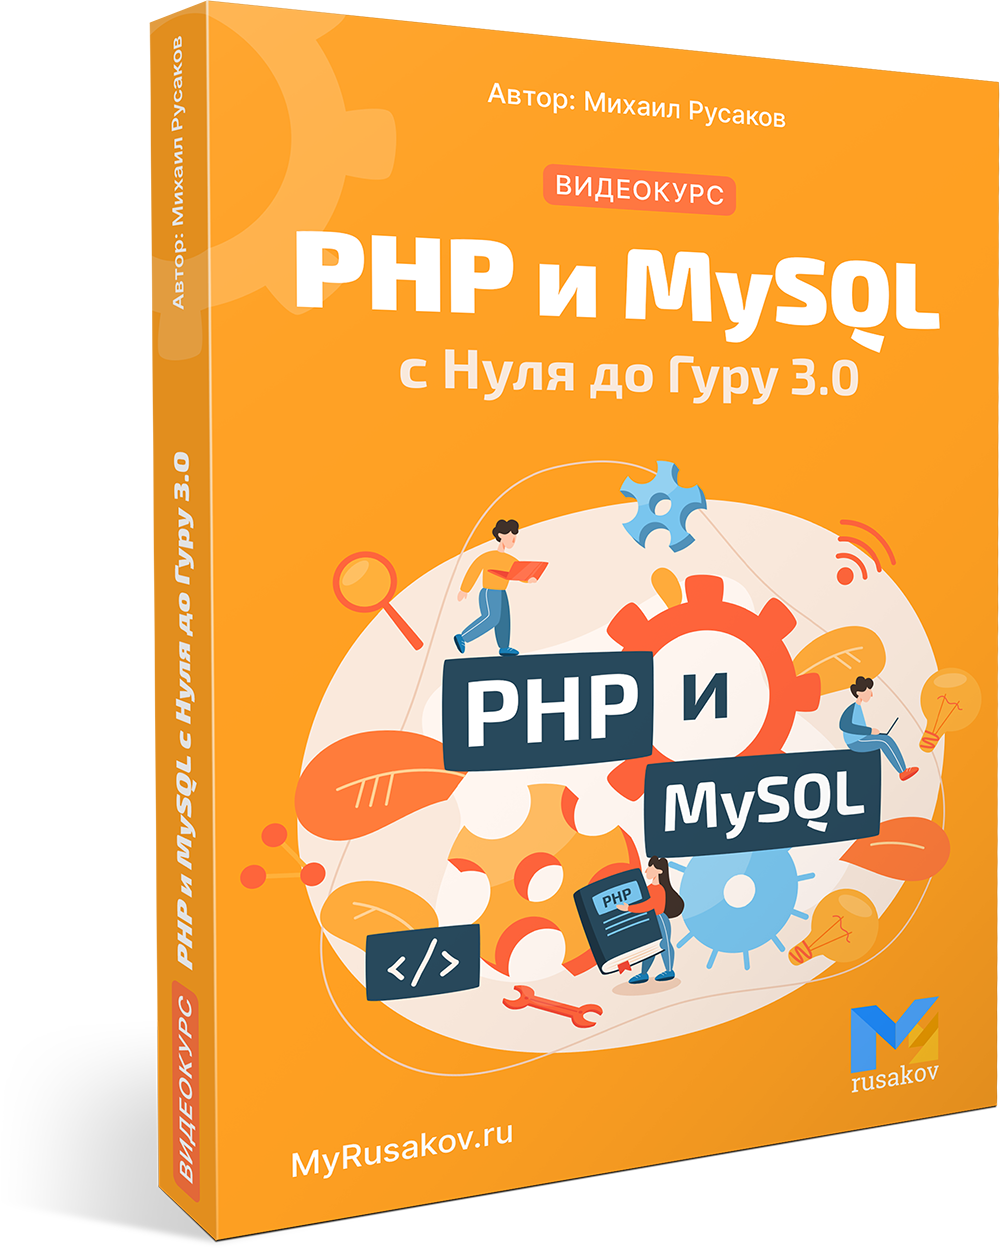 Автор: Михаил Русаков
ВИДЕОКУРС
PHP и MySQL
с Нуля до Гуру 3.0
PHP
и
MySQL
PHP
</>
rusakov
MyRusakov.ru
Автор: Михаил Русаков
PHP и MySQL с Нуля до Гуру 3.0
ВИДЕОКУРС